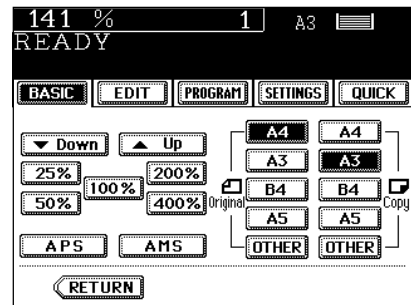 141 % 1 A3
READY
BASIC EDIT PROGRAM SETTINGS QUICK
Down Up
25% 100% 200%
50% 400%
APS AMS
Original Copy
A4 A4
A3 A3
B4 B4
A5 A5
OTHER OTHER
RETURN